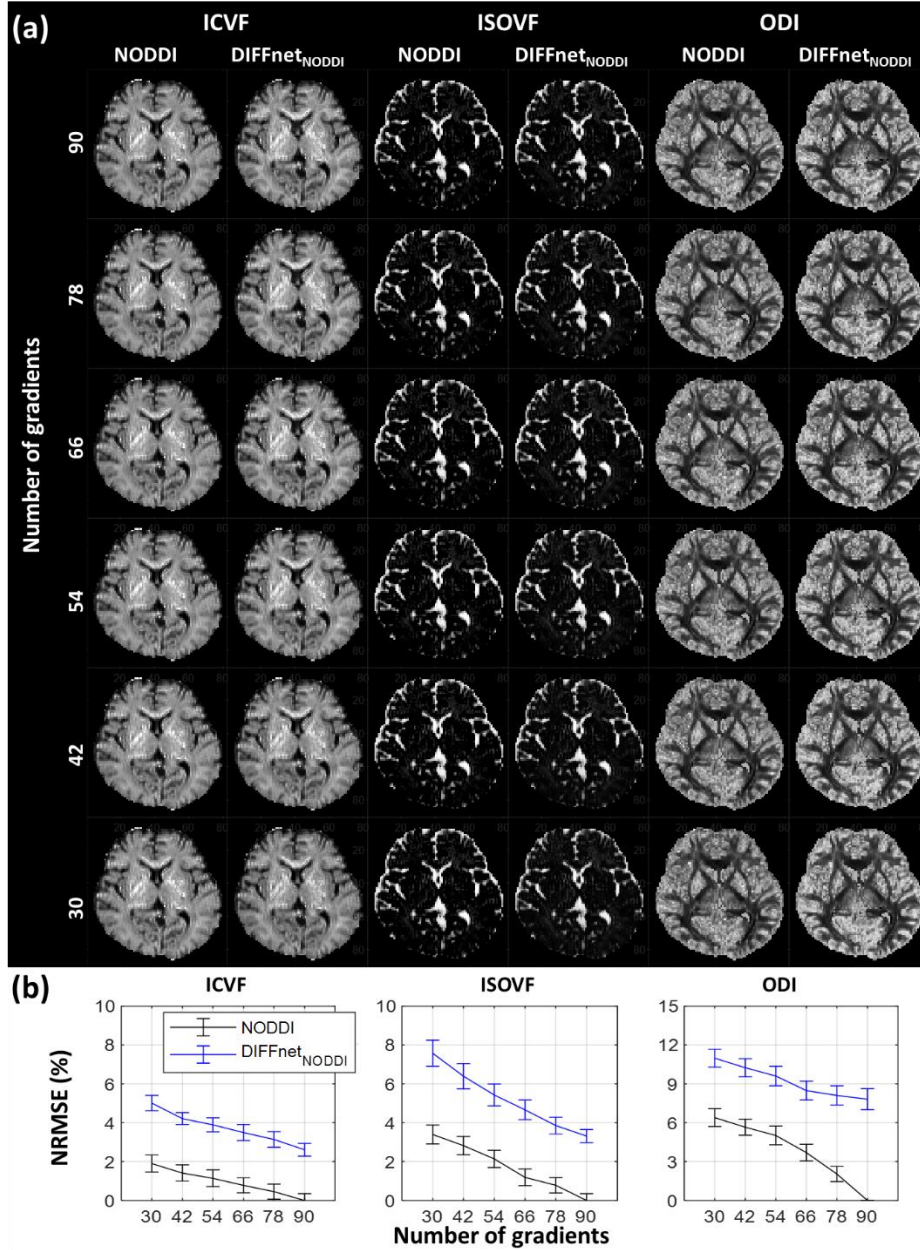 (a)
ICVF ISOVF ODI
NODDI DIFFnetNODDI NODDI DIFFnetNODDI NODDI DIFFnetNODDI
Number of gradients
90
78
66
54
42
30
(b)
ICVF
ISOVF
ODI
NRMSE (%)
10
8
6
4
2
0
NODDI
DIFFnetNODDI
30 42 54 66 78 90
10
8
6
4
2
0
30 42 54 66 78 90
15
12
9
6
3
0
30 42 54 66 78 90
Number of gradients